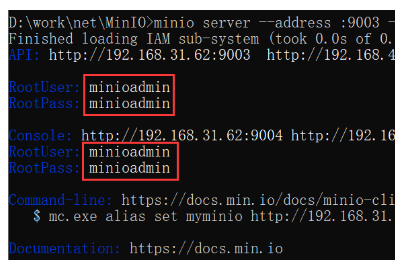 D:\work\net\MinIO>minio server --address :9003 -
Finished loading IAM sub-system (took 0.0s of 0.
API: http://192.168.31.62:9003  http://192.168.4
RootUser: minioadmin
RootPass: minioadmin
Console: http://192.168.31.62:9004 http://192.16
RootUser: minioadmin
RootPass: minioadmin
Command-line: https://docs.min.io/docs/minio-cli
$ mc.exe alias set myminio http://192.168.31.
Documentation: https://docs.min.io